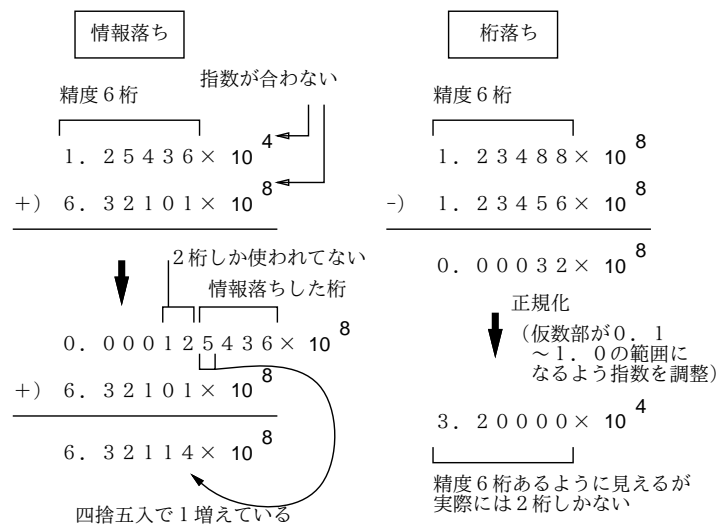 情報落ち
指数が合わない
精度6桁
1.25436×10^4
+) 6.32101×10^8
2桁しか使われてない
情報落ちした桁
0.000125436×10^8
+) 6.32101×10^8
6.32114×10^8
四捨五入で1増えている
桁落ち
精度6桁
1.23488×10^8
-) 1.23456×10^8
0.00032×10^8
正規化
(仮数部が0.1
~1.0の範囲に
なるよう指数を調整)
3.20000×10^4
精度6桁あるように見えるが
実際には2桁しかない